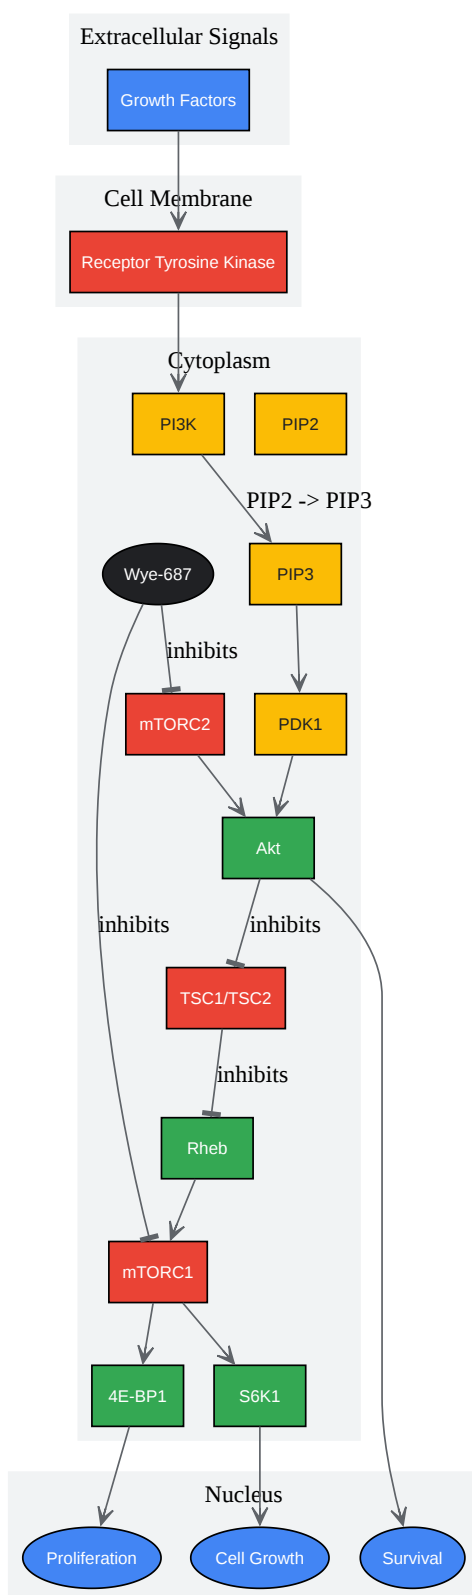 Extracellular Signals
Growth Factors
Cell Membrane
Receptor Tyrosine Kinase
Cytoplasm
PI3K
PIP2
PIP2 -> PIP3
Wye-687
PIP3
inhibits
mTORC2
PDK1
Akt
inhibits
inhibits
TSC1/TSC2
inhibits
Rheb
mTORC1
4E-BP1
S6K1
Nucleus
Proliferation
Cell Growth
Survival